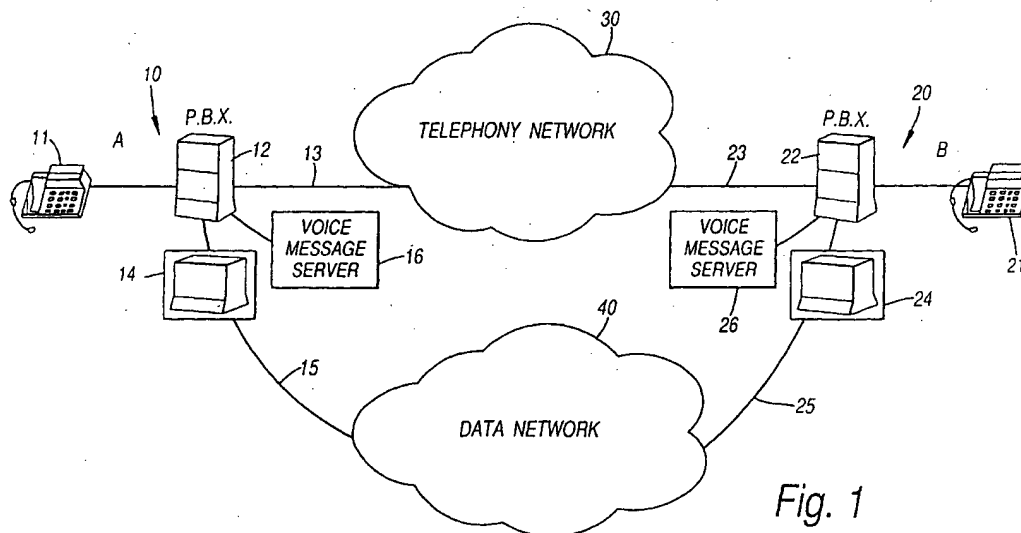 30
10
20
P.B.X.
P.B.X.
11
A
12
TELEPHONY NETWORK
22
B
13
23
VOICE
MESSAGE
SERVER
16
VOICE
MESSAGE
SERVER
21
14
24
26
40
15
25
DATA NETWORK
Fig. 1